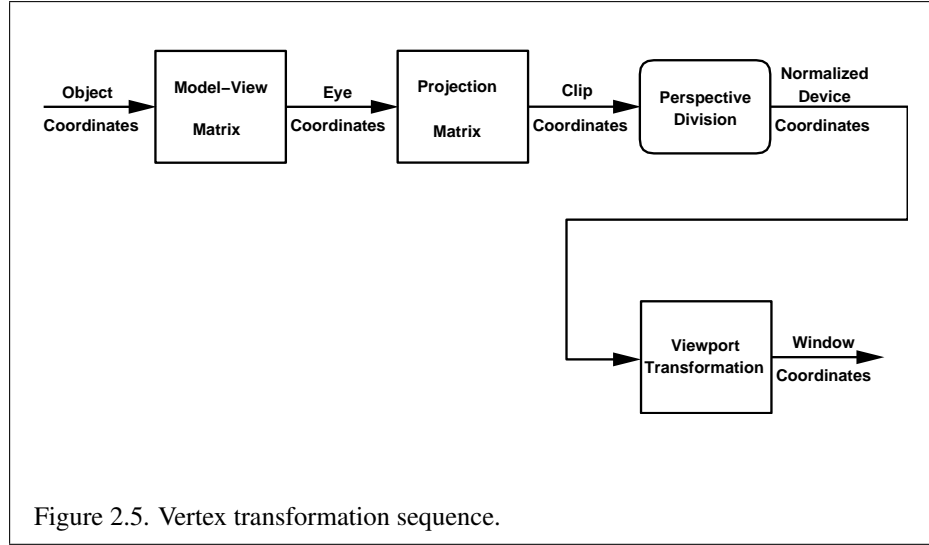 Object
Coordinates
Model–View
Matrix
Eye
Coordinates
Projection
Matrix
Clip
Coordinates
Perspective
Division
Normalized
Device
Coordinates
Viewport
Transformation
Window
Coordinates
Figure 2.5. Vertex transformation sequence.